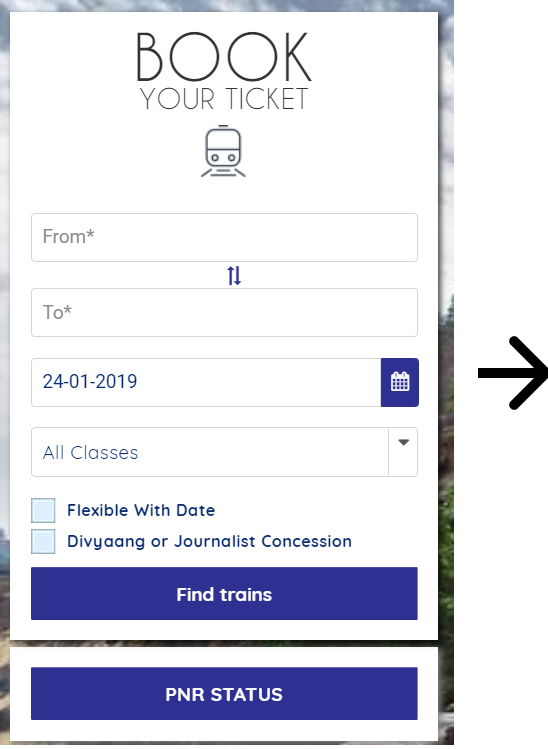 BOOK
YOUR TICKET
From*
To*
24-01-2019
All Classes
Flexible With Date
Divyaang or Journalist Concession
Find trains
PNR STATUS